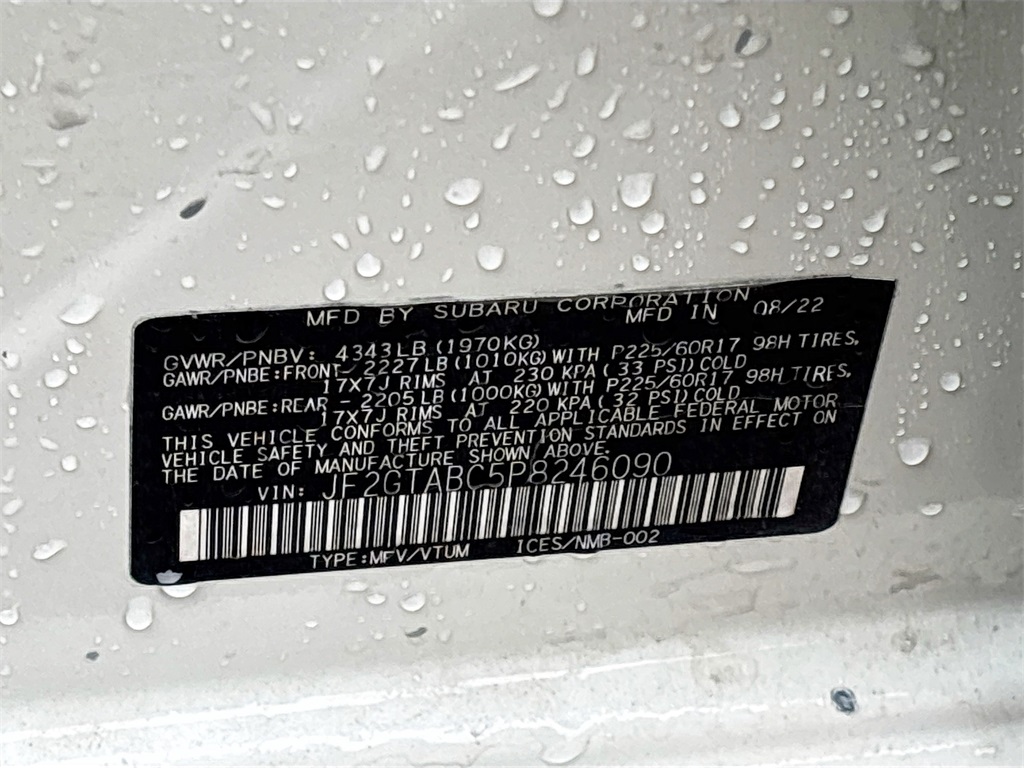 MFD BY SUBARU CORPORATION
MFD IN 08/22
GVWR/PNBV: 4343LB(1970KG)
GAWR/PNBE:FRONT- 2227LB(1010KG)WITH P225/60R17 98H TIRES,
17X7J RIMS AT 230 KPA(33 PSI)COLD
GAWR/PNBE:REAR - 2205LB(1000KG)WITH P225/60R17 98H TIRES,
17X7J RIMS AT 220 KPA(32 PSI)COLD
THIS VEHICLE CONFORMS TO ALL APPLICABLE FEDERAL MOTOR
VEHICLE SAFETY AND THEFT PREVENTION STANDARDS IN EFFECT ON
THE DATE OF MANUFACTURE SHOWN ABOVE.
VIN: JF2GTABC5P8246090
TYPE:MFV/VTUM ICES/NMB-002